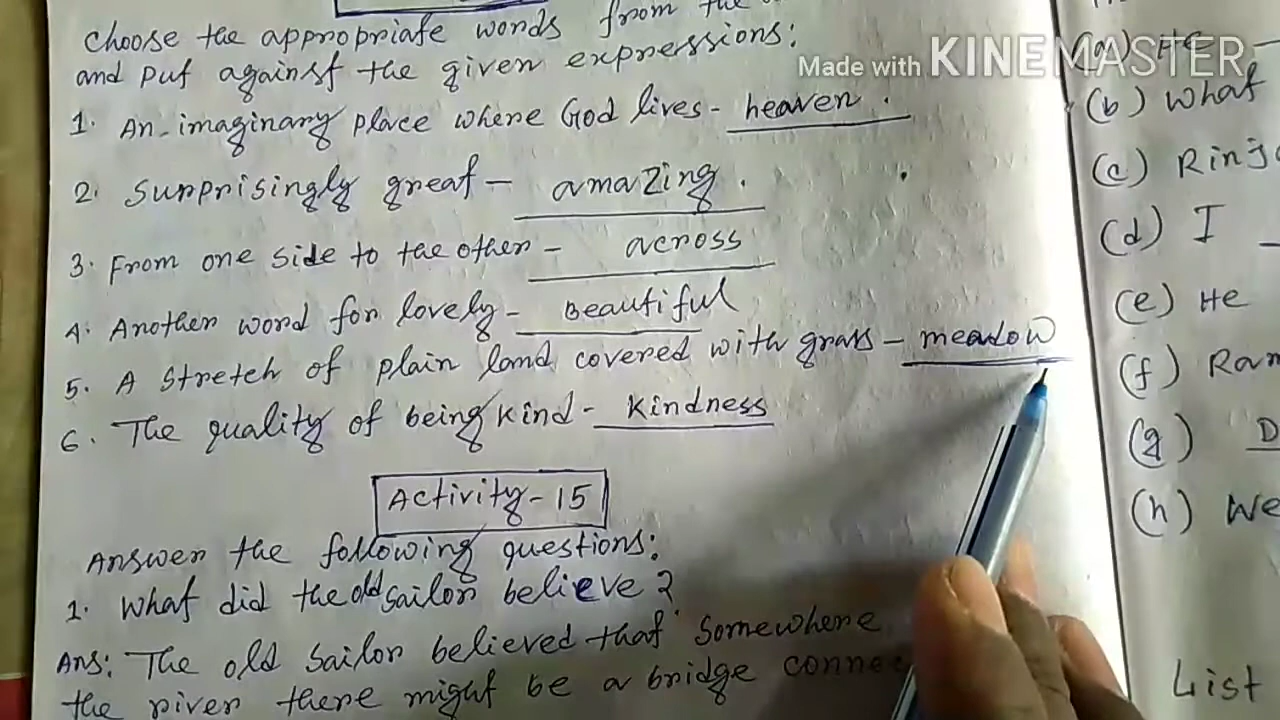 choose the appropriate words from the
and put against the given expressions:
1. An imaginary place where God lives - heaven.
2. Surprisingly great - amazing.
3. From one side to the other - across
4. Another word for lovely - Beautiful
5. A stretch of plain land covered with grass - meadow
6. The quality of being kind - kindness
Activity-15
Answer the following questions:
1. What did the old sailor believe?
Ans: The old sailor believed that somewhere
the river there might be a bridge
(a) He
(b) What
(c)
(d) I
(e) He
(f)
(g)
(h) We
List
Made with KINEMASTER